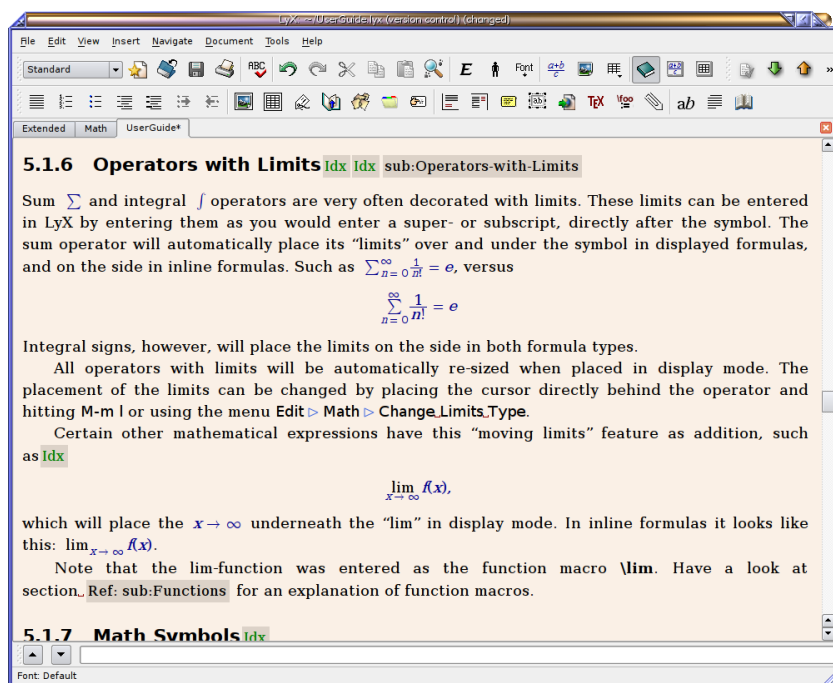 LyX: ~/UserGuide.lyx (version control) (changed)
File Edit View Insert Navigate Document Tools Help
Standard ABC E Font a+b c a+b c »
TEX ab
Extended Math UserGuide*
5.1.6 Operators with Limits Idx Idx sub:Operators-with-Limits
Sum ∑ and integral ∫ operators are very often decorated with limits. These limits can be entered
in LyX by entering them as you would enter a super- or subscript, directly after the symbol. The
sum operator will automatically place its “limits” over and under the symbol in displayed formulas,
and on the side in inline formulas. Such as ∑∞n=0 1/n! = e, versus
∑∞n=0 1/n! = e
Integral signs, however, will place the limits on the side in both formula types.
All operators with limits will be automatically re-sized when placed in display mode. The
placement of the limits can be changed by placing the cursor directly behind the operator and
hitting M-m l or using the menu Edit ▷ Math ▷ Change Limits Type.
Certain other mathematical expressions have this “moving limits” feature as addition, such
as Idx
lim x→∞ f(x),
which will place the x → ∞ underneath the “lim” in display mode. In inline formulas it looks like
this: lim x→∞ f(x).
Note that the lim-function was entered as the function macro \lim. Have a look at
section Ref: sub:Functions for an explanation of function macros.
5.1.7 Math Symbols Idx
Font: Default